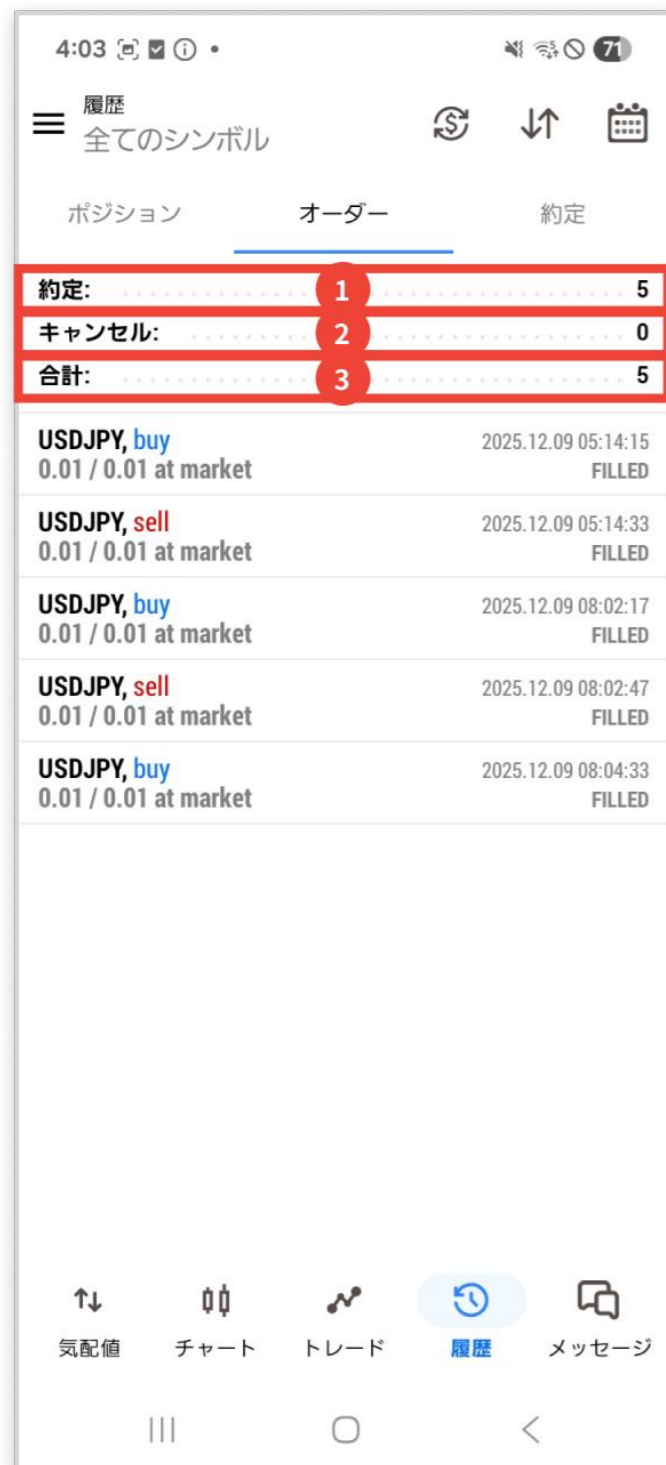 4:03
71
履歴
全てのシンボル
ポジション オーダー 約定
約定: 1 5
キャンセル: 2 0
合計: 3 5
USDJPY, buy 2025.12.09 05:14:15
0.01 / 0.01 at market FILLED
USDJPY, sell 2025.12.09 05:14:33
0.01 / 0.01 at market FILLED
USDJPY, buy 2025.12.09 08:02:17
0.01 / 0.01 at market FILLED
USDJPY, sell 2025.12.09 08:02:47
0.01 / 0.01 at market FILLED
USDJPY, buy 2025.12.09 08:04:33
0.01 / 0.01 at market FILLED
気配値 チャート トレード 履歴 メッセージ